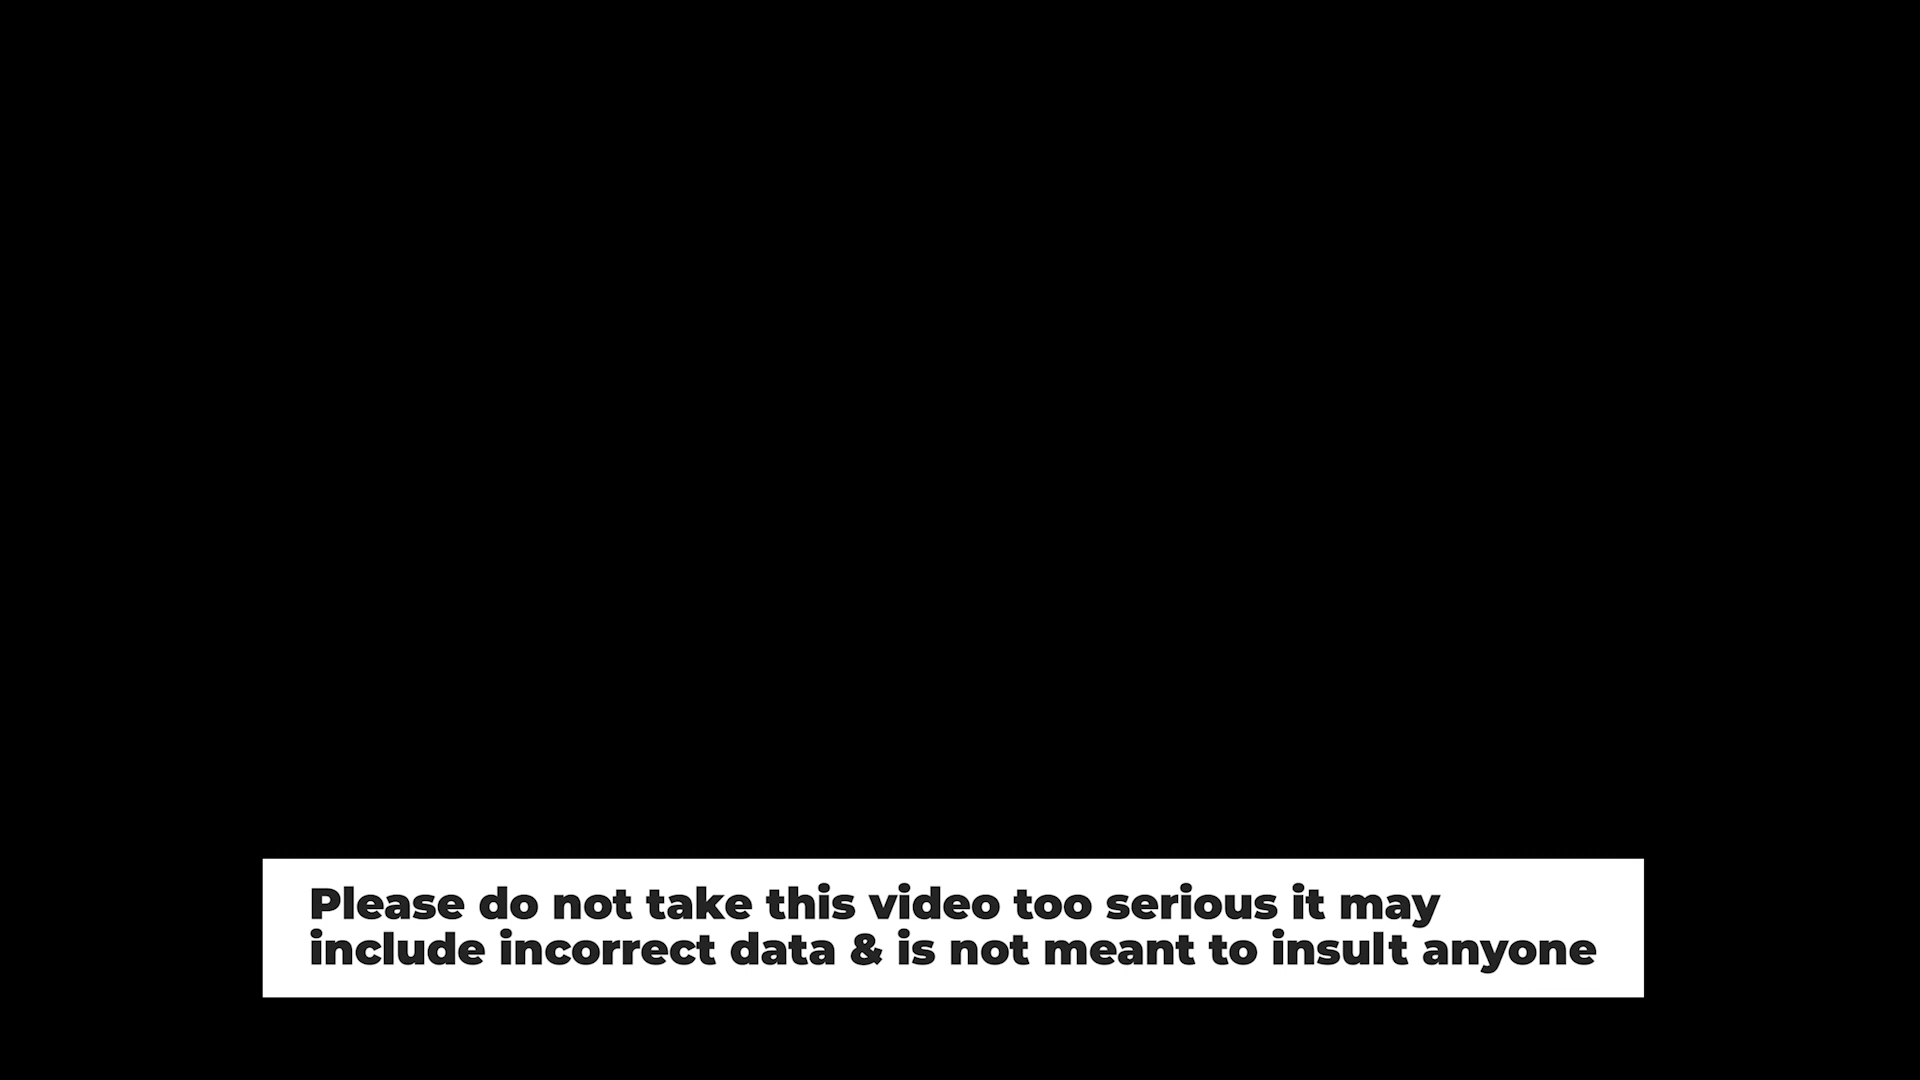 Please do not take this video too serious it may
include incorrect data & is not meant to insult anyone